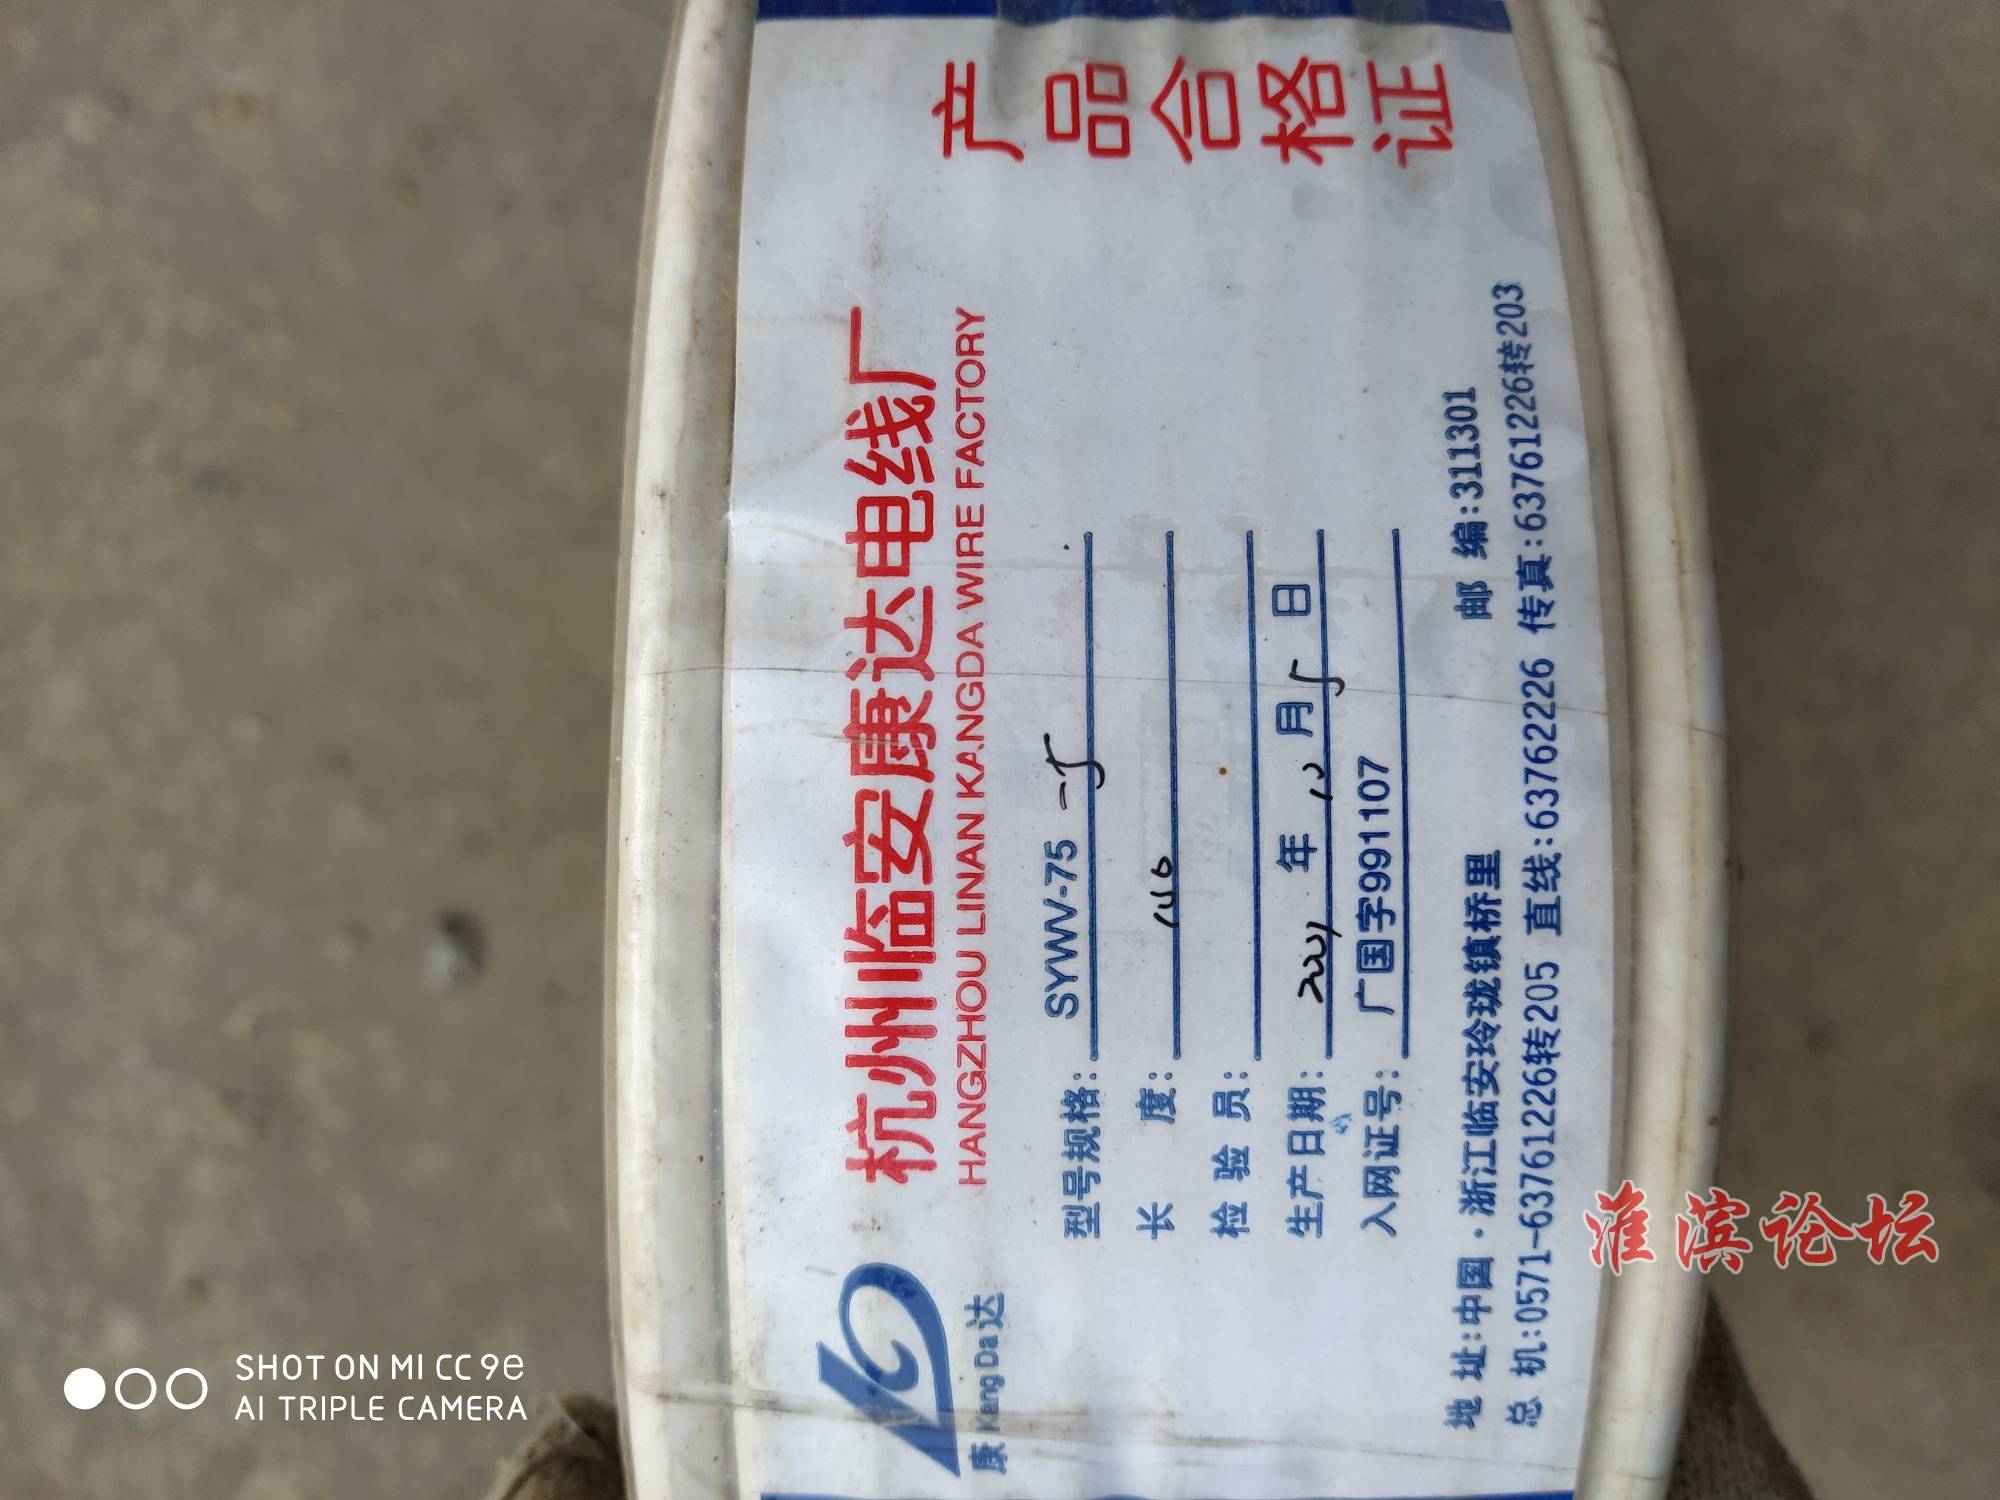 产品合格证
杭州临安康达电线厂
HANGZHOU LINAN KANGDA WIRE FACTORY
康 Kang Da 达
型号规格: SYWV-75-5
长 度: 100
检 验 员:
生产日期: 2001 年 10 月 5 日
入网证号: 广国字991107
地 址:中国·浙江临安玲珑镇桥里 邮 编:311301
总 机:0571-63761226转205 直线:63762226 传真:63761226转203
淮滨论坛
SHOT ON MI CC 9e
AI TRIPLE CAMERA